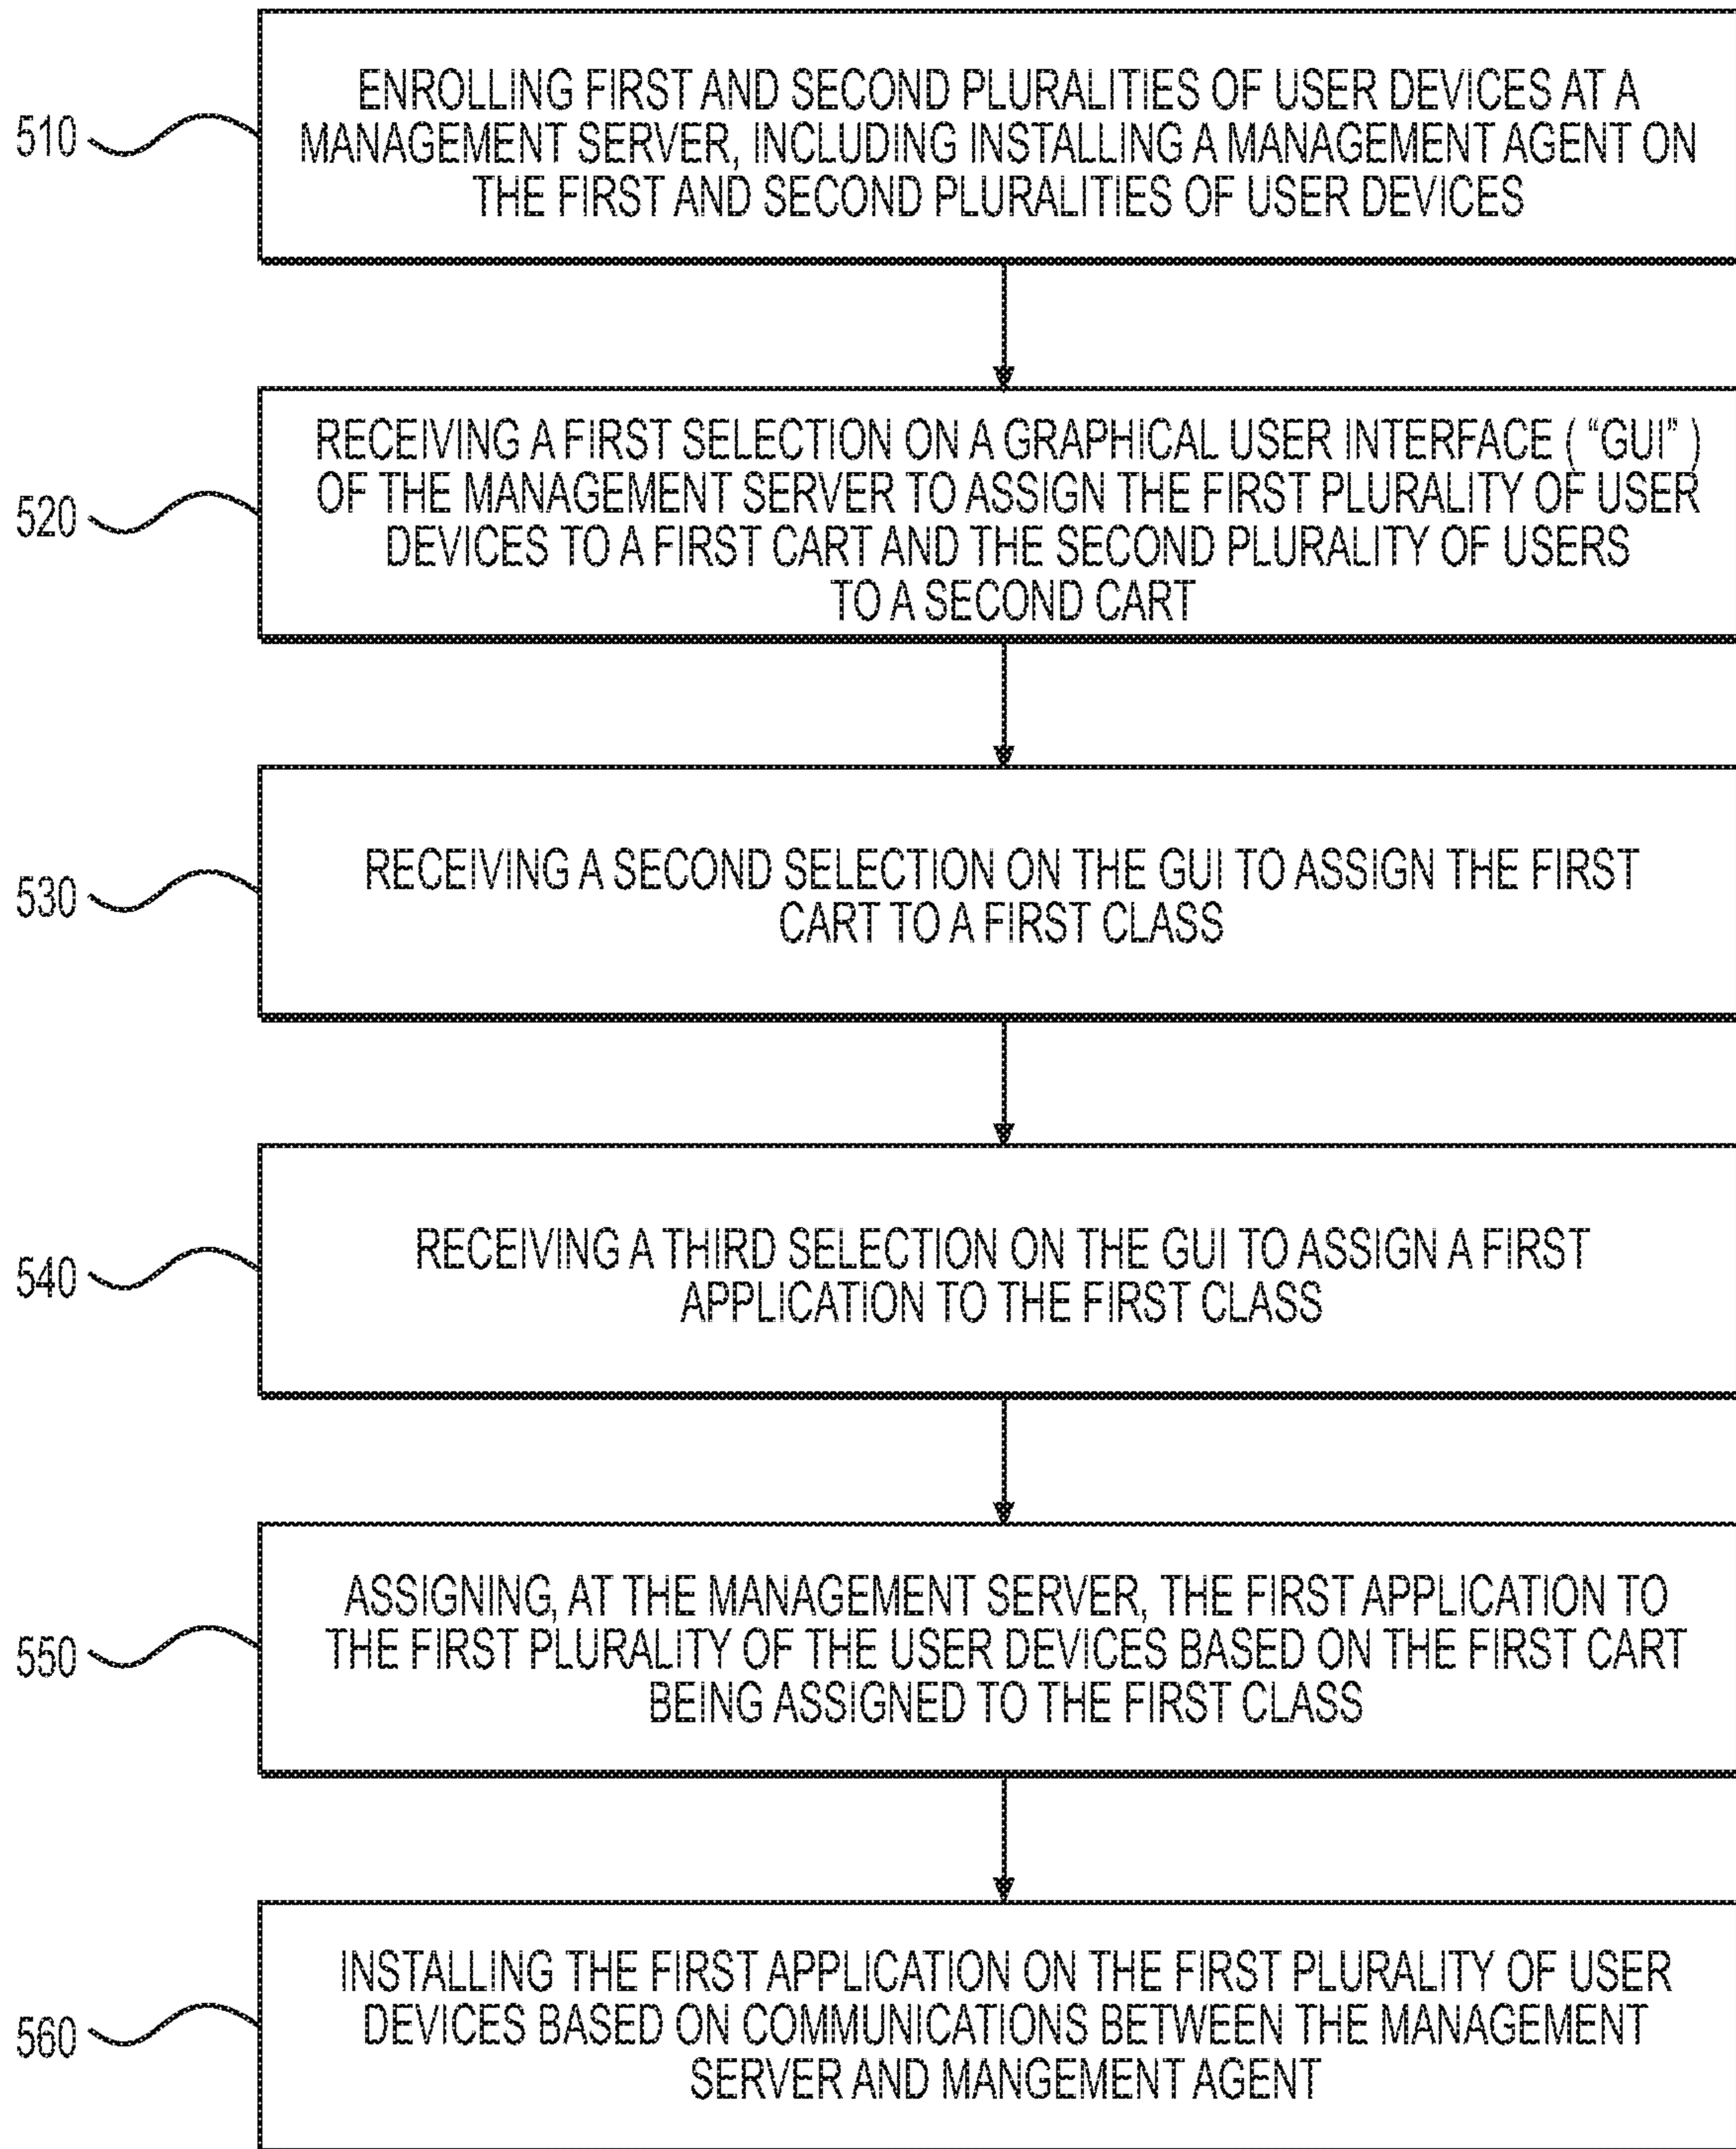 ENROLLING FIRST AND SECOND PLURALITIES OF USER DEVICES AT A
510
MANAGEMENT SERVER, INCLUDING INSTALLING A MANAGEMENT AGENT ON
THE FIRST AND SECOND PLURALITIES OF USER DEVICES
RECEIVING A FIRST SELECTION ON A GRAPHICAL USER INTERFACE ( “GUI” )
OF THE MANAGEMENT SERVER TO ASSIGN THE FIRST PLURALITY OF USER
520
DEVICES TO A FIRST CART AND THE SECOND PLURALITY OF USERS
TO A SECOND CART
RECEIVING A SECOND SELECTION ON THE GUI TO ASSIGN THE FIRST
530
CART TO A FIRST CLASS
RECEIVING A THIRD SELECTION ON THE GUI TO ASSIGN A FIRST
540
APPLICATION TO THE FIRST CLASS
ASSIGNING, AT THE MANAGEMENT SERVER, THE FIRST APPLICATION TO
550
THE FIRST PLURALITY OF THE USER DEVICES BASED ON THE FIRST CART
BEING ASSIGNED TO THE FIRST CLASS
INSTALLING THE FIRST APPLICATION ON THE FIRST PLURALITY OF USER
560
DEVICES BASED ON COMMUNICATIONS BETWEEN THE MANAGEMENT
SERVER AND MANGEMENT AGENT